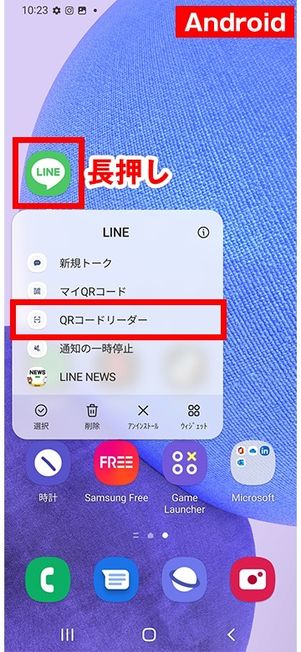 10:23
Android
LINE
長押し
LINE
新規トーク
マイQRコード
QRコードリーダー
通知の一時停止
NEWS
LINE NEWS
選択
削除
アンインストール
ウィジェット
FREE
時計
Samsung Free
Game
Launcher
Microsoft